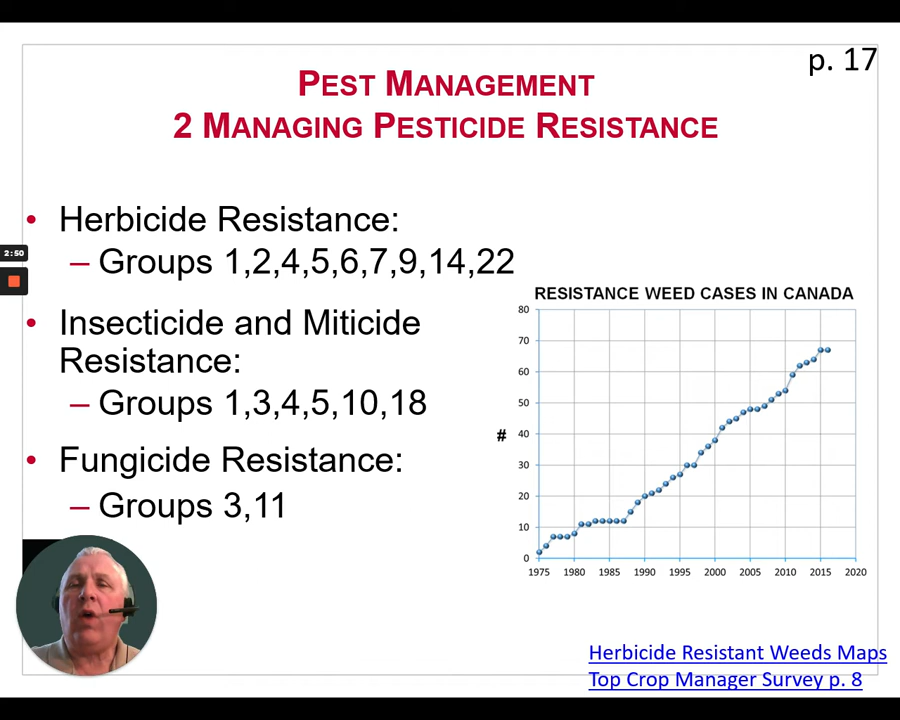 p. 17
PEST MANAGEMENT
2 MANAGING PESTICIDE RESISTANCE
• Herbicide Resistance:
– Groups 1,2,4,5,6,7,9,14,22
2:50
• Insecticide and Miticide
Resistance:
– Groups 1,3,4,5,10,18
• Fungicide Resistance:
– Groups 3,11
RESISTANCE WEED CASES IN CANADA
80
70
60
50
#
40
30
20
10
0
1975 1980 1985 1990 1995 2000 2005 2010 2015 2020
Herbicide Resistant Weeds Maps
Top Crop Manager Survey p. 8